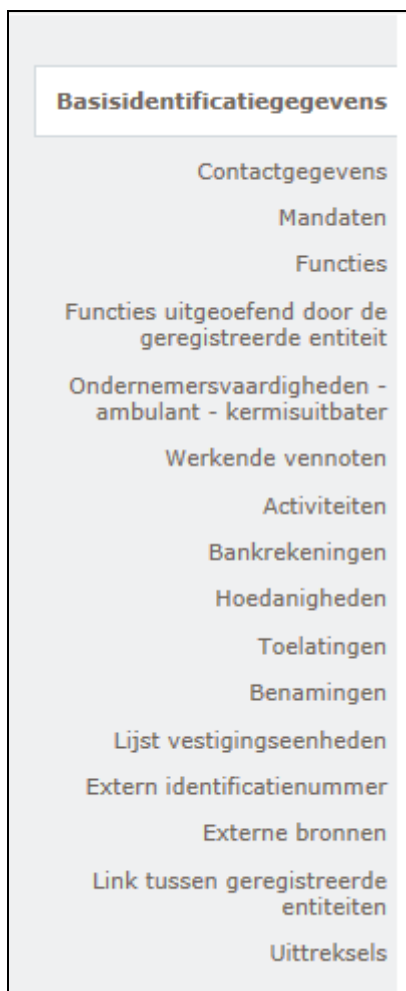 Basisidentificatiegegevens
Contactgegevens
Mandaten
Functies
Functies uitgeoefend door de
geregistreerde entiteit
Ondernemersvaardigheden -
ambulant - kermisuitbater
Werkende vennoten
Activiteiten
Bankrekeningen
Hoedanigheden
Toelatingen
Benamingen
Lijst vestigingseenheden
Extern identificatienummer
Externe bronnen
Link tussen geregistreerde
entiteiten
Uittreksels